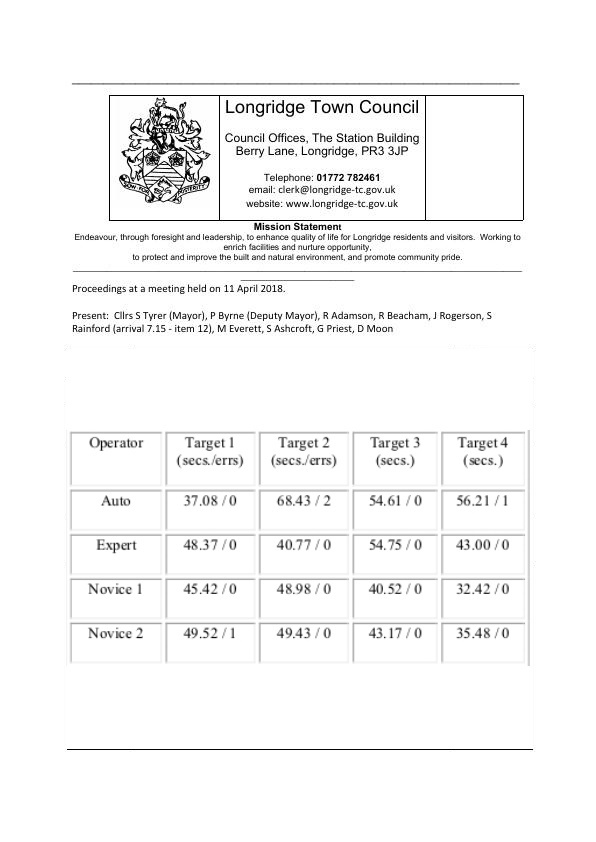 Longridge Town Council
Council Offices, The Station Building
Berry Lane, Longridge, PR3 3JP
Telephone: 01772 782461
email: clerk@longridge-tc.gov.uk
website: www.longridge-tc.gov.uk
Mission Statement
Endeavour, through foresight and leadership, to enhance quality of life for Longridge residents and visitors.  Working to
enrich facilities and nurture opportunity,
to protect and improve the built and natural environment, and promote community pride.
Proceedings at a meeting held on 11 April 2018.
Present:  Cllrs S Tyrer (Mayor), P Byrne (Deputy Mayor), R Adamson, R Beacham, J Rogerson, S
Rainford (arrival 7.15 - item 12), M Everett, S Ashcroft, G Priest, D Moon
Operator Target 1 Target 2 Target 3 Target 4
(secs./errs) (secs./errs) (secs.) (secs.)
Auto 37.08 / 0 68.43 / 2 54.61 / 0 56.21 / 1
Expert 48.37 / 0 40.77 / 0 54.75 / 0 43.00 / 0
Novice 1 45.42 / 0 48.98 / 0 40.52 / 0 32.42 / 0
Novice 2 49.52 / 1 49.43 / 0 43.17 / 0 35.48 / 0